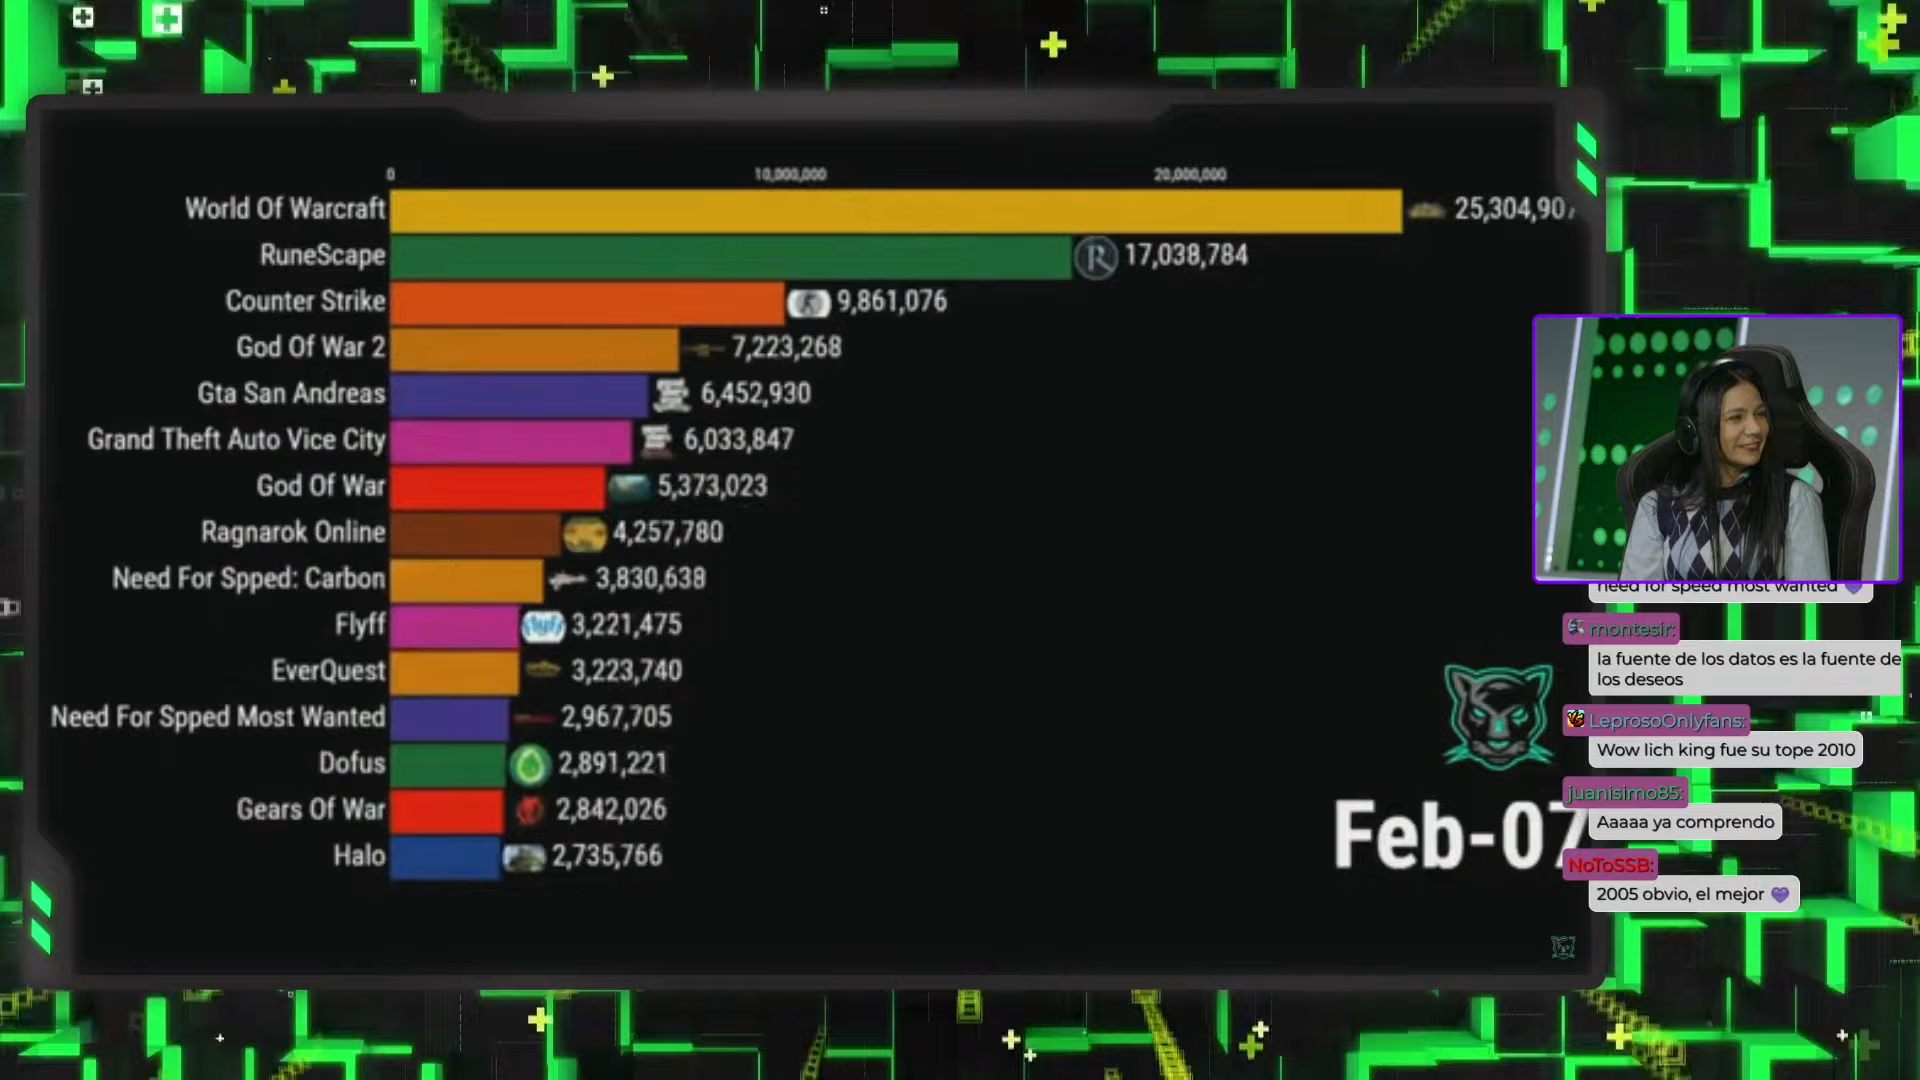 0 10,000,000 20,000,000
World Of Warcraft 25,304,90
RuneScape R 17,038,784
Counter Strike 9,861,076
God Of War 2 7,223,268
Gta San Andreas 6,452,930
Grand Theft Auto Vice City 6,033,847
God Of War 5,373,023
Ragnarok Online 4,257,780
Need For Spped: Carbon 3,830,638
Flyff flyff 3,221,475
EverQuest 3,223,740
Need For Spped Most Wanted 2,967,705
Dofus 2,891,221
Gears Of War 2,842,026
Halo 2,735,766
Feb-07
need for speed most wanted 💜
montesir:
la fuente de los datos es la fuente de
los deseos
LeprosoOnlyfans:
Wow lich king fue su tope 2010
juanisimo85:
Aaaaa ya comprendo
NoToSSB:
2005 obvio, el mejor 💜